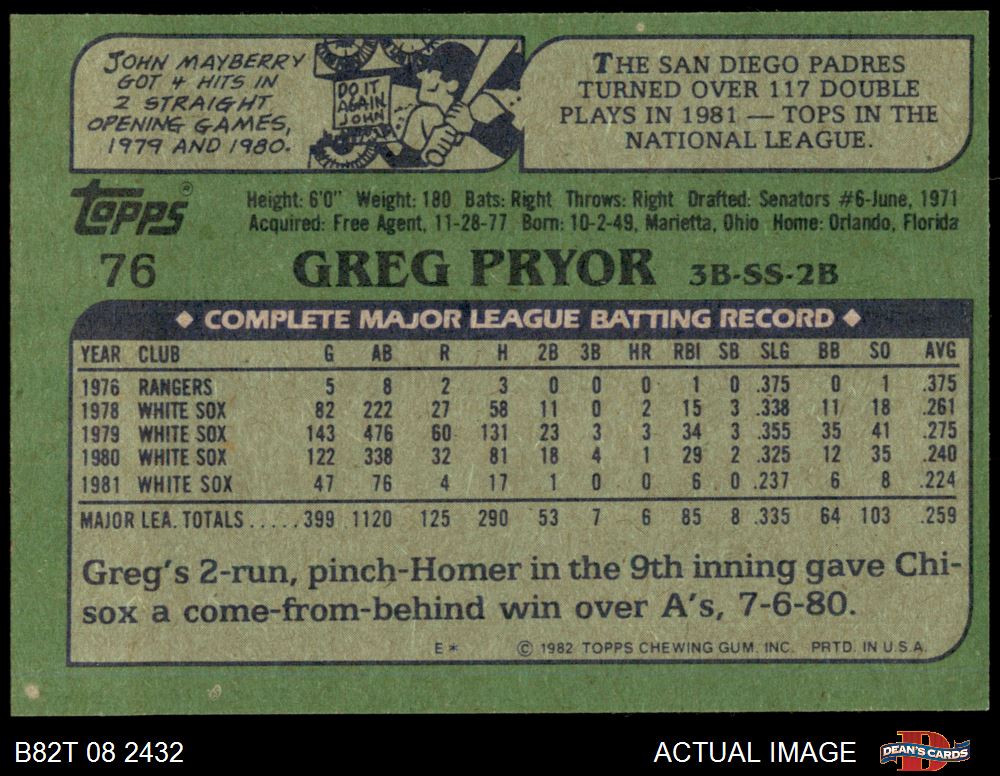 JOHN MAYBERRY
GOT 4 HITS IN
2 STRAIGHT
OPENING GAMES,
1979 AND 1980.
DO IT
AGAIN
JOHN
THE SAN DIEGO PADRES
TURNED OVER 117 DOUBLE
PLAYS IN 1981 — TOPS IN THE
NATIONAL LEAGUE.
Topps®
Height: 6'0" Weight: 180 Bats: Right Throws: Right Drafted: Senators #6-June, 1971
Acquired: Free Agent, 11-28-77 Born: 10-2-49, Marietta, Ohio Home: Orlando, Florida
76 GREG PRYOR 3B-SS-2B
◆ COMPLETE MAJOR LEAGUE BATTING RECORD ◆
YEAR CLUB G AB R H 2B 3B HR RBI SB SLG BB SO AVG
1976 RANGERS 5 8 2 3 0 0 0 1 0 .375 0 1 .375
1978 WHITE SOX 82 222 27 58 11 0 2 15 3 .338 11 18 .261
1979 WHITE SOX 143 476 60 131 23 3 3 34 3 .355 35 41 .275
1980 WHITE SOX 122 338 32 81 18 4 1 29 2 .325 12 35 .240
1981 WHITE SOX 47 76 4 17 1 0 0 6 0 .237 6 8 .224
MAJOR LEA. TOTALS.....399 1120 125 290 53 7 6 85 8 .335 64 103 .259
Greg's 2-run, pinch-Homer in the 9th inning gave Chi-
sox a come-from-behind win over A's, 7-6-80.
E* © 1982 TOPPS CHEWING GUM, INC. PRTD. IN U.S.A.
B82T 08 2432 ACTUAL IMAGE D DEAN'S CARDS